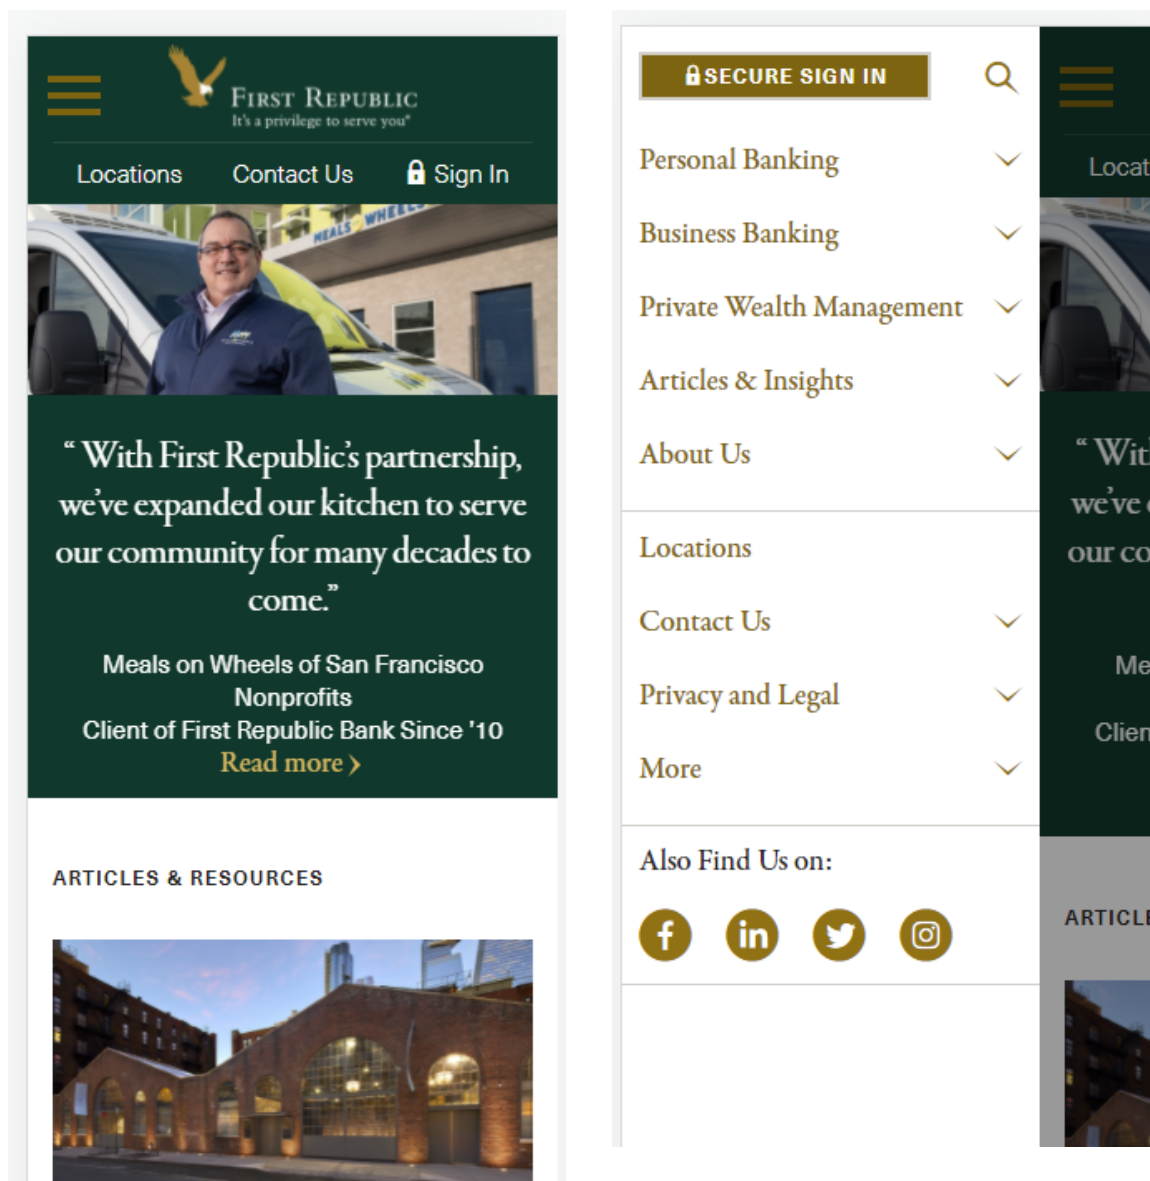 FIRST REPUBLIC
It's a privilege to serve you®
Locations Contact Us Sign In
MEALS ON WHEELS
“ With First Republic’s partnership,
we’ve expanded our kitchen to serve
our community for many decades to
come.”
Meals on Wheels of San Francisco
Nonprofits
Client of First Republic Bank Since '10
Read more
ARTICLES & RESOURCES
SECURE SIGN IN
Personal Banking
Business Banking
Private Wealth Management
Articles & Insights
About Us
Locations
Contact Us
Privacy and Legal
More
Also Find Us on:
f in
Locat
“ Wit
we’ve
our co
Me
Clien
ARTICLE